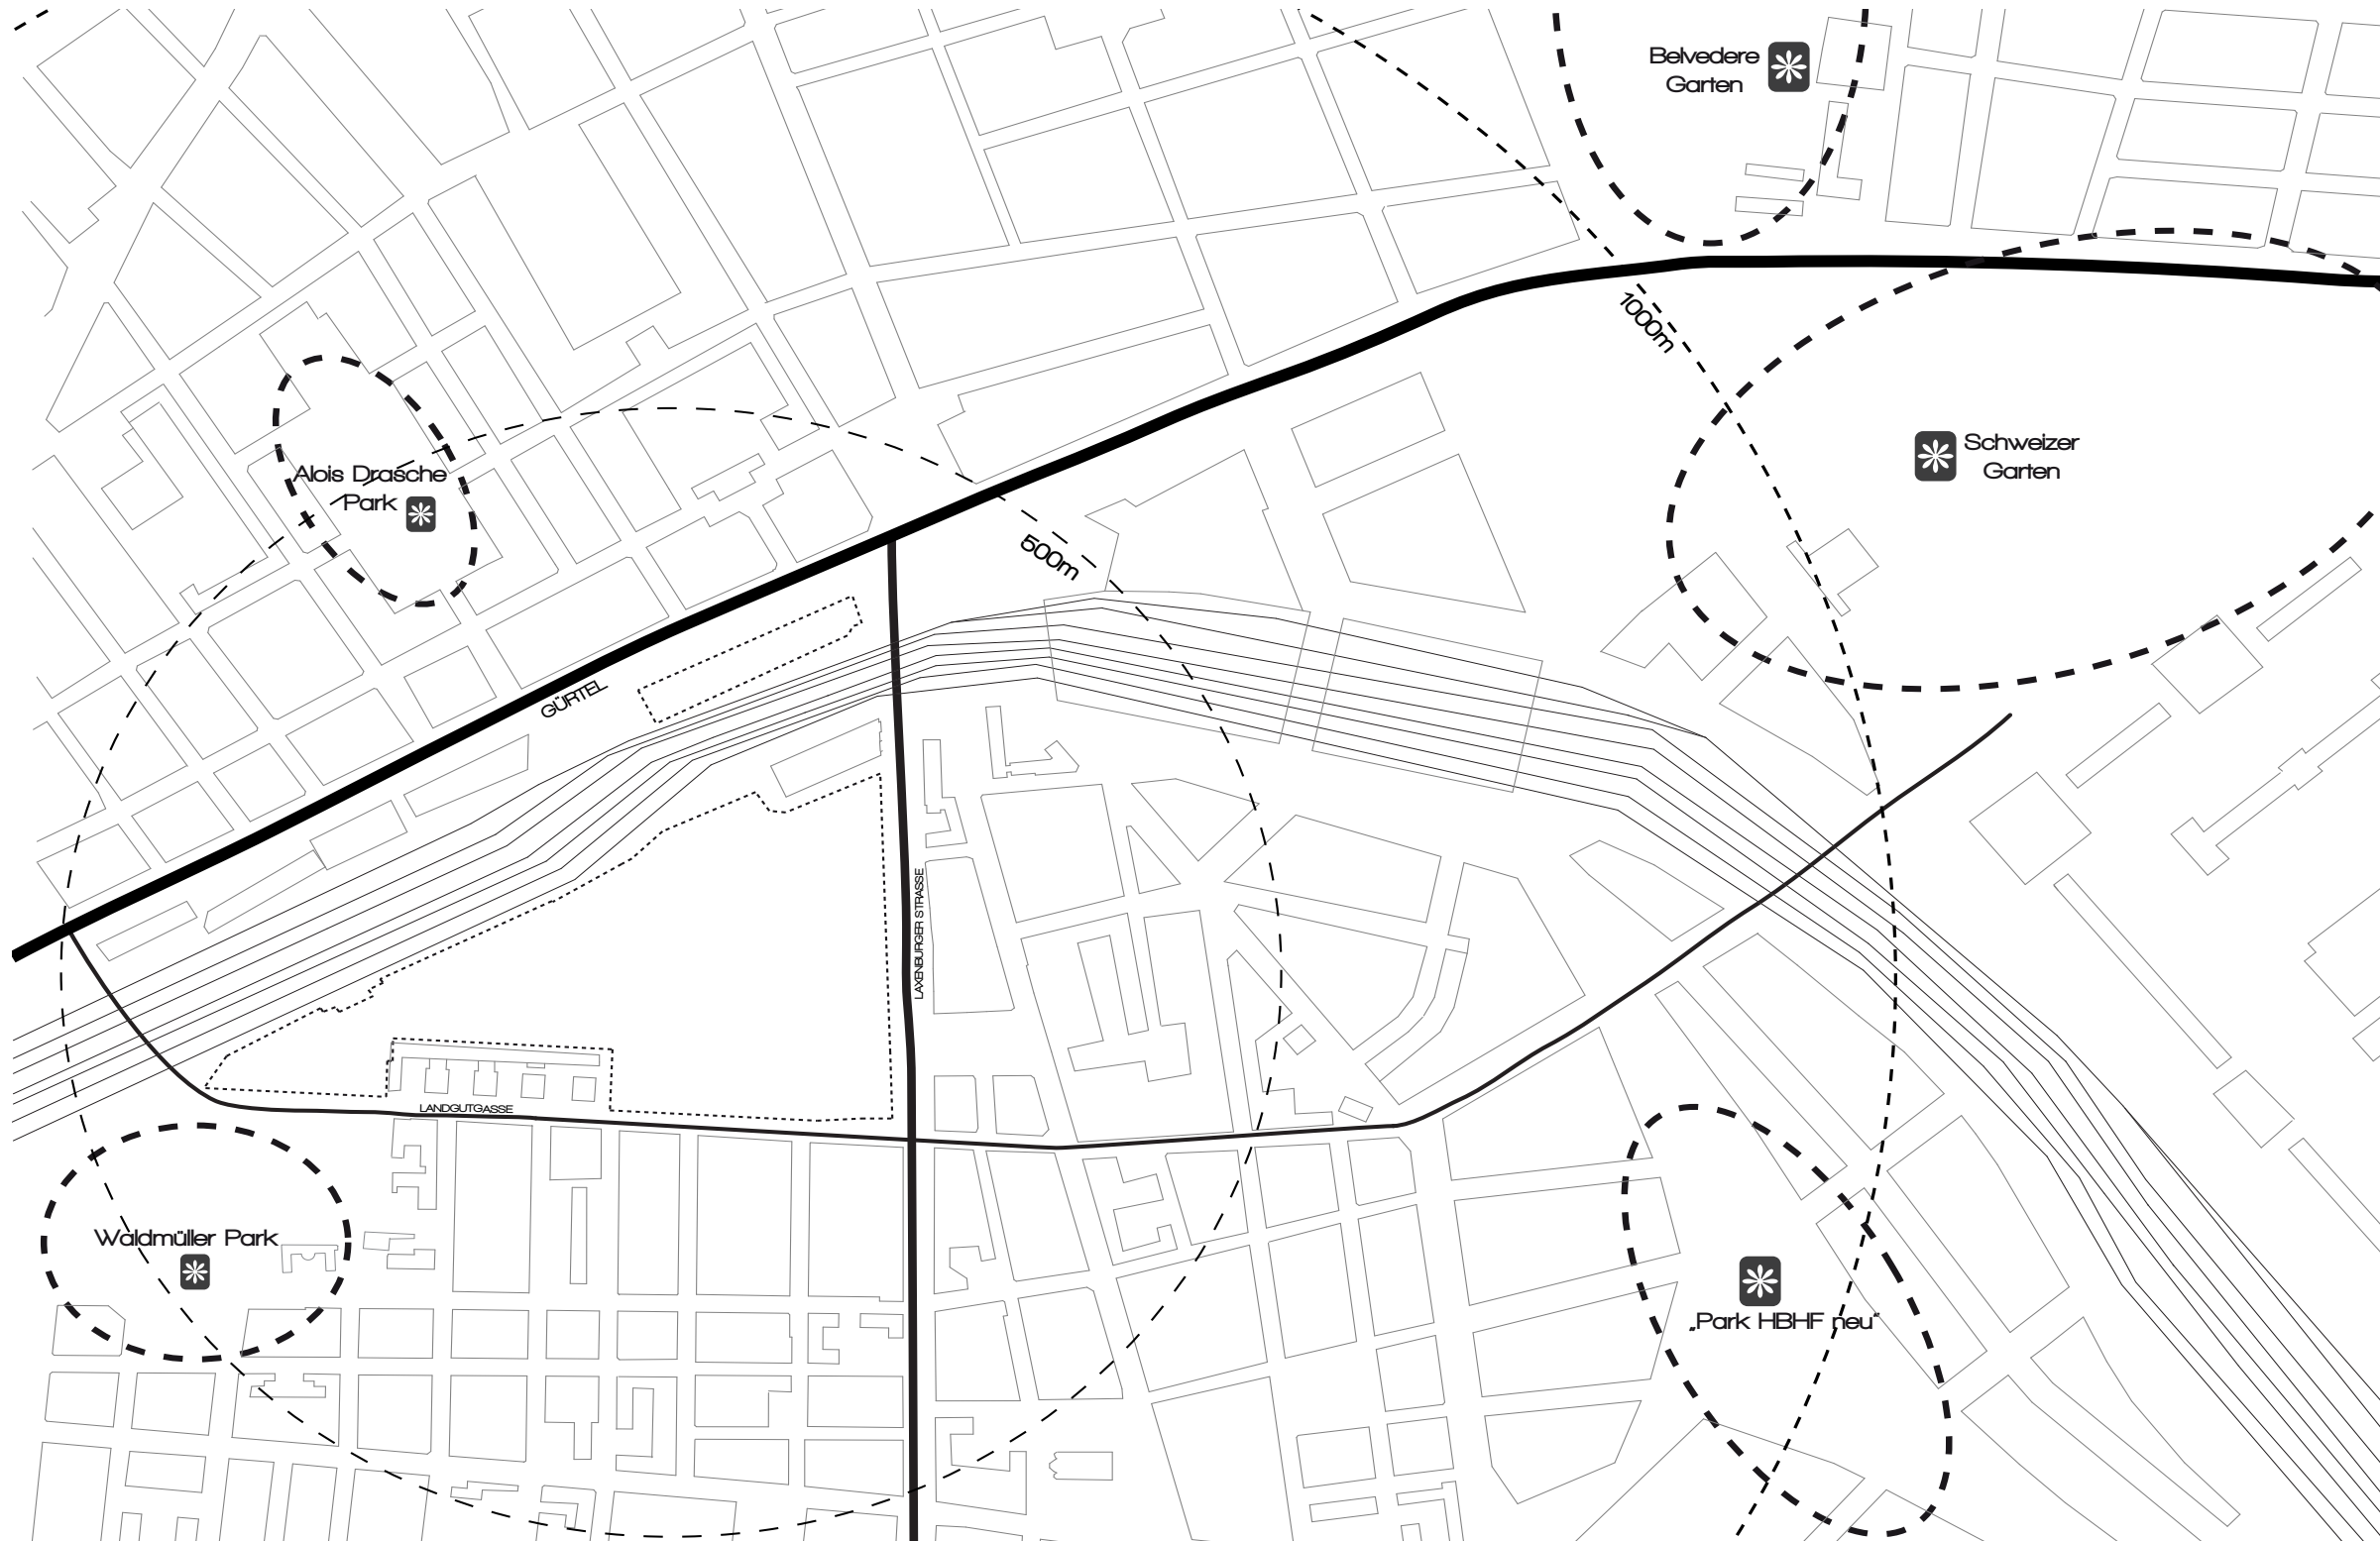 Belvedere
Garten
1000m
Schweizer
Garten
Alois Drasche
Park
500m
GÜRTEL
LAXENBURGER STRASSE
LANDGUTGASSE
Waldmüller Park
„Park HBHF neu“